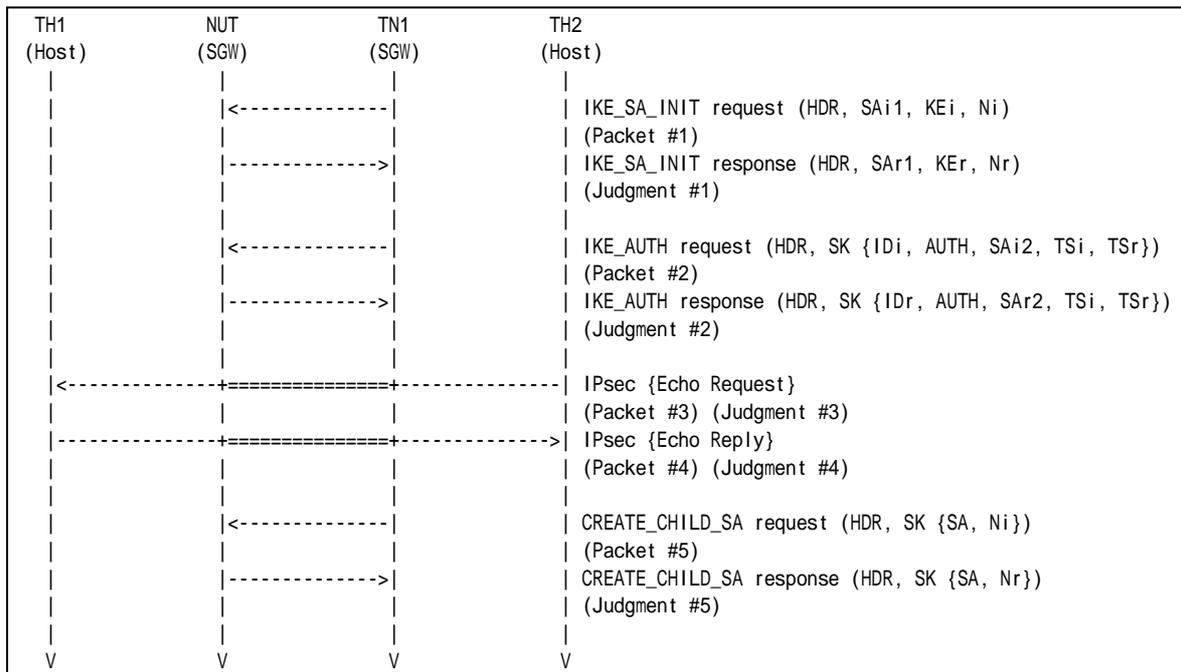 TH1 NUT TN1 TH2
(Host) (SGW) (SGW) (Host)
| | | |
| |<--------------| | IKE_SA_INIT request (HDR, SAi1, KEi, Ni)
| | | | (Packet #1)
| |-------------->| | IKE_SA_INIT response (HDR, SAr1, KEr, Nr)
| | | | (Judgment #1)
| | | |
| |<--------------| | IKE_AUTH request (HDR, SK {IDi, AUTH, SAi2, TSi, TSr})
| | | | (Packet #2)
| |-------------->| | IKE_AUTH response (HDR, SK {IDr, AUTH, SAr2, TSi, TSr})
| | | | (Judgment #2)
| | | |
|<--------------+===============+--------------| IPsec {Echo Request}
| | | | (Packet #3) (Judgment #3)
|---------------+===============+------------->| IPsec {Echo Reply}
| | | | (Packet #4) (Judgment #4)
| | | |
| |<--------------| | CREATE_CHILD_SA request (HDR, SK {SA, Ni})
| | | | (Packet #5)
| |-------------->| | CREATE_CHILD_SA response (HDR, SK {SA, Nr})
| | | | (Judgment #5)
| | | |
V V V V